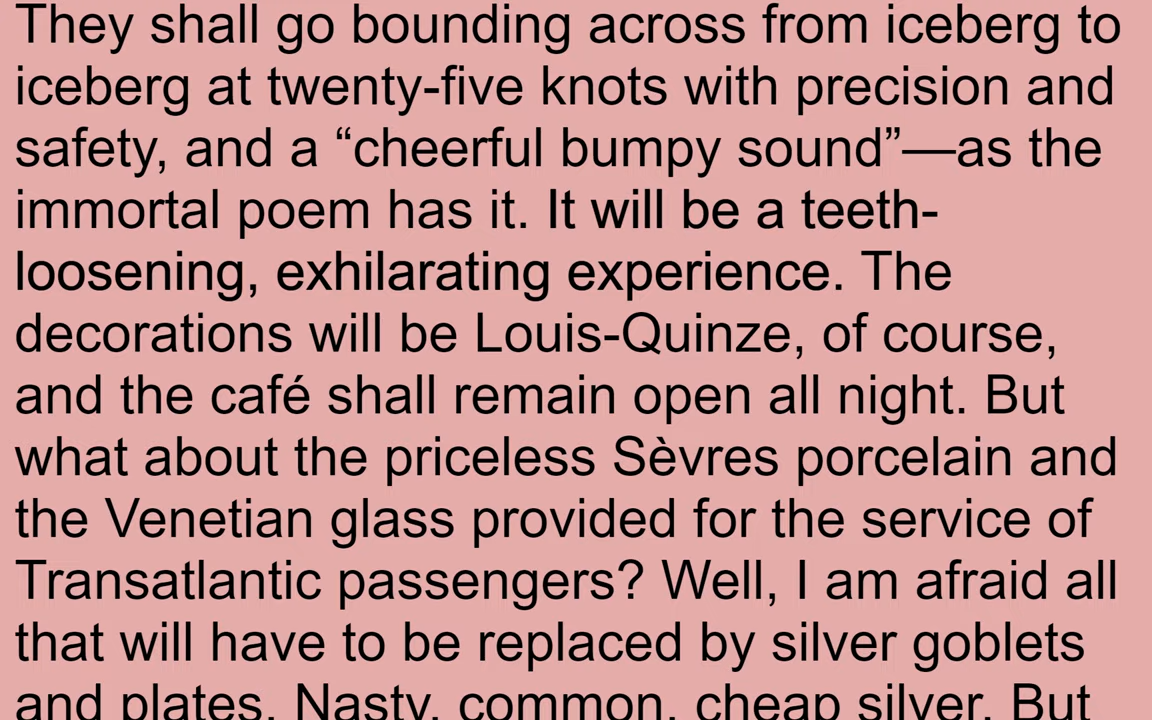 They shall go bounding across from iceberg to
iceberg at twenty-five knots with precision and
safety, and a “cheerful bumpy sound”—as the
immortal poem has it. It will be a teeth-
loosening, exhilarating experience. The
decorations will be Louis-Quinze, of course,
and the café shall remain open all night. But
what about the priceless Sèvres porcelain and
the Venetian glass provided for the service of
Transatlantic passengers? Well, I am afraid all
that will have to be replaced by silver goblets
and plates. Nasty, common, cheap silver. But